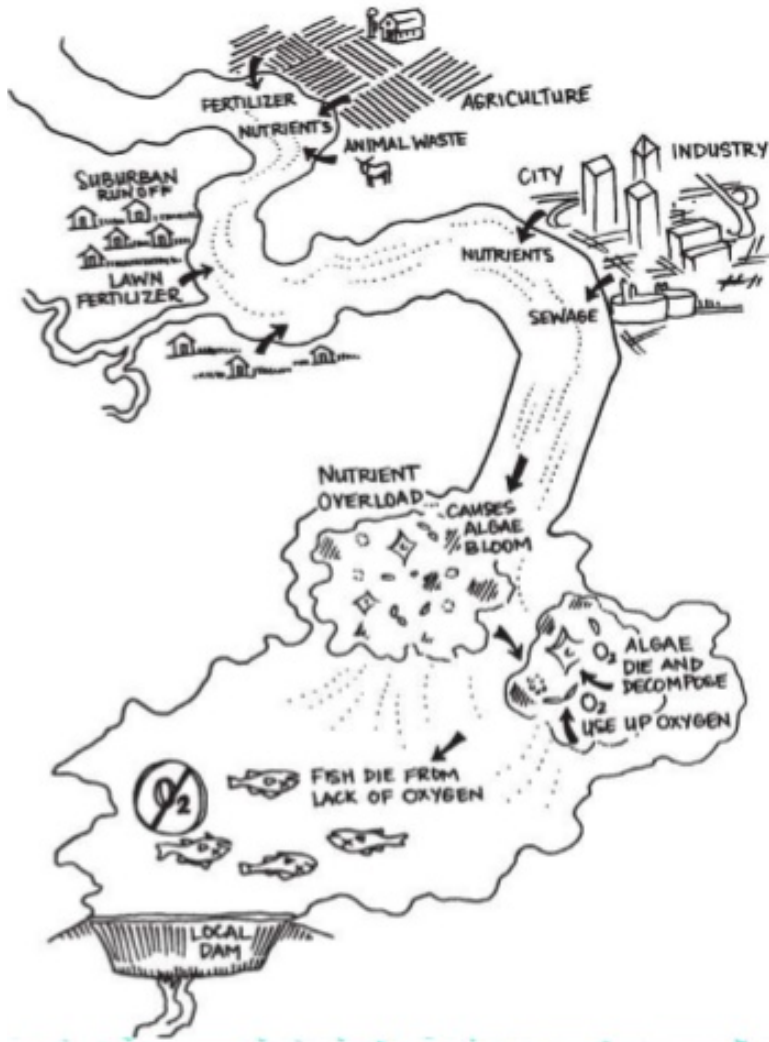 FERTILIZER
NUTRIENTS
AGRICULTURE
ANIMAL WASTE
SUBURBAN
RUNOFF
LAWN
FERTILIZER
CITY
INDUSTRY
NUTRIENTS
SEWAGE
NUTRIENT
OVERLOAD...
CAUSES
ALGAE
BLOOM
O₂ ALGAE
DIE AND
DECOMPOSE
O₂
USE UP OXYGEN
O₂
FISH DIE FROM
LACK OF OXYGEN
LOCAL
DAM